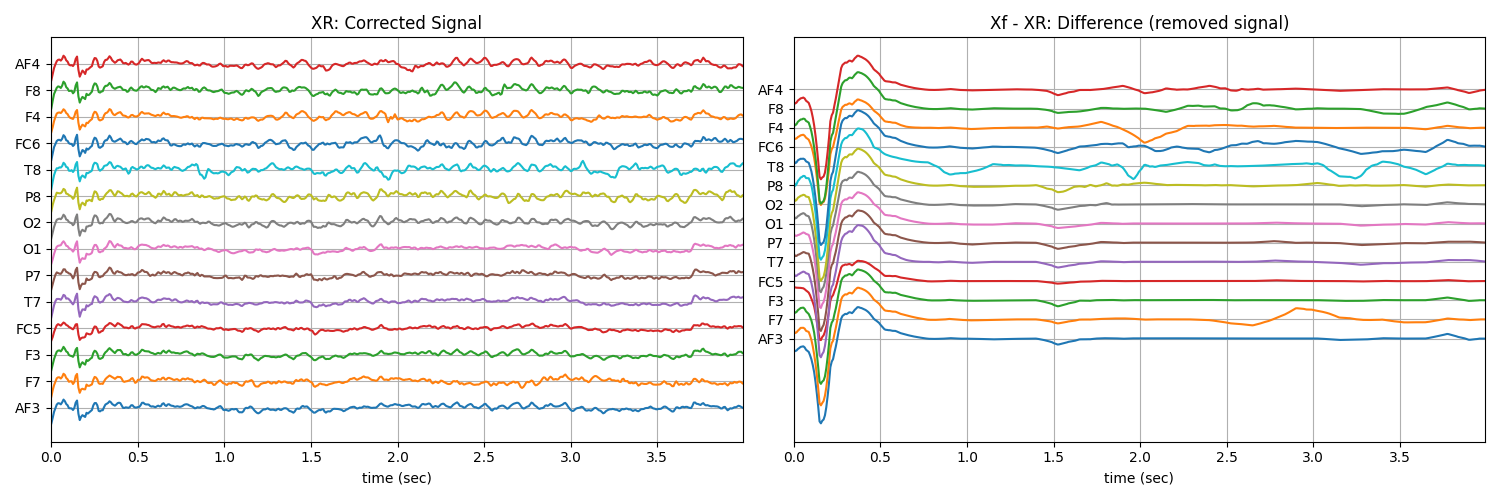 XR: Corrected Signal
AF4
F8
F4
FC6
T8
P8
O2
O1
P7
T7
FC5
F3
F7
AF3
0.0 0.5 1.0 1.5 2.0 2.5 3.0 3.5
time (sec)
Xf - XR: Difference (removed signal)
AF4
F8
F4
FC6
T8
P8
O2
O1
P7
T7
FC5
F3
F7
AF3
0.0 0.5 1.0 1.5 2.0 2.5 3.0 3.5
time (sec)